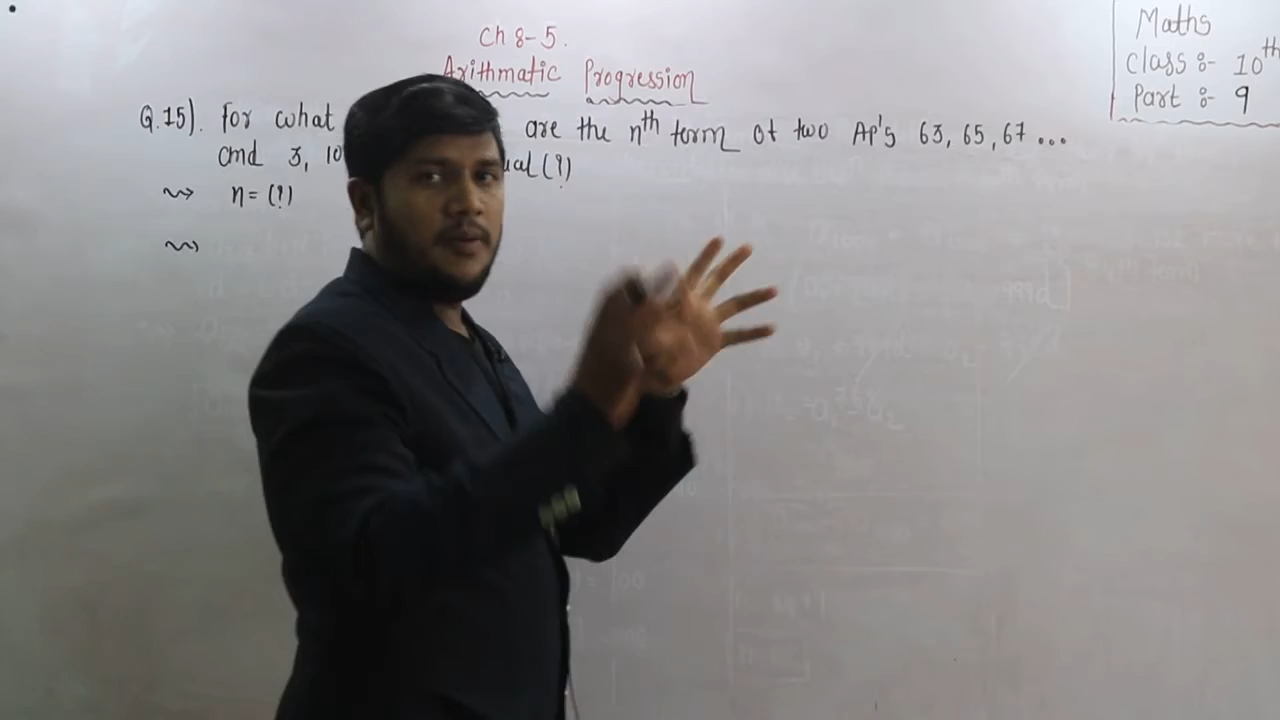 Ch 8-5.
Arithmatic Progression
Maths
Class :- 10th
Part :- 9
Q.15). For what are the nth term of two Ap's 63, 65, 67 ...
and 3, 10 ual (?)
n = (?)